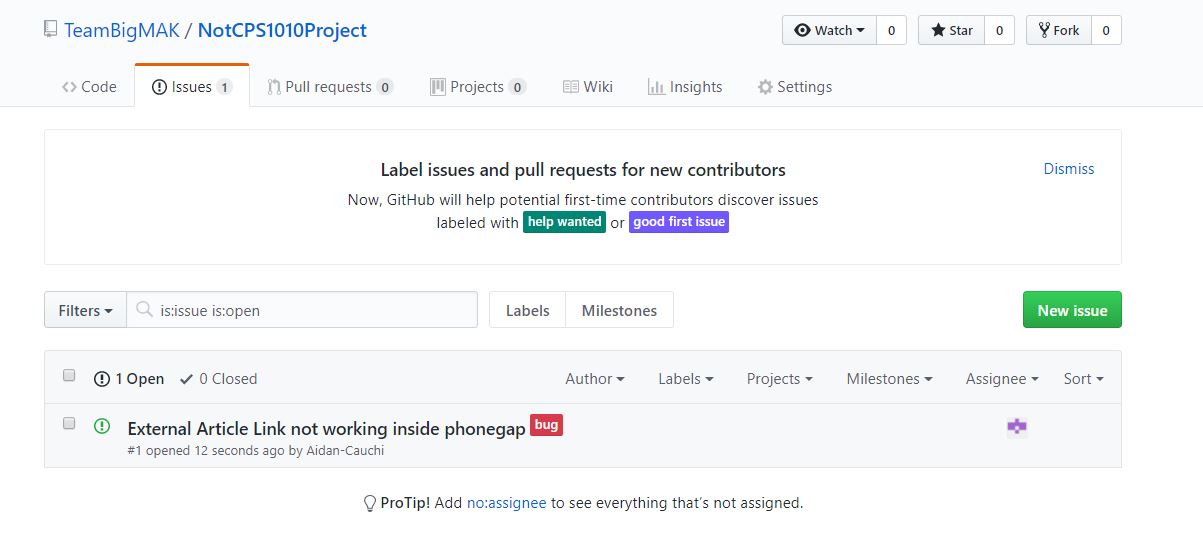 TeamBigMAK / NotCPS1010Project
Watch 0 Star 0 Fork 0
Code Issues 1 Pull requests 0 Projects 0 Wiki Insights Settings
Label issues and pull requests for new contributors
Dismiss
Now, GitHub will help potential first-time contributors discover issues
labeled with help wanted or good first issue
Filters is:issue is:open Labels Milestones New issue
1 Open 0 Closed Author Labels Projects Milestones Assignee Sort
External Article Link not working inside phonegap bug
#1 opened 12 seconds ago by Aidan-Cauchi
ProTip! Add no:assignee to see everything that's not assigned.